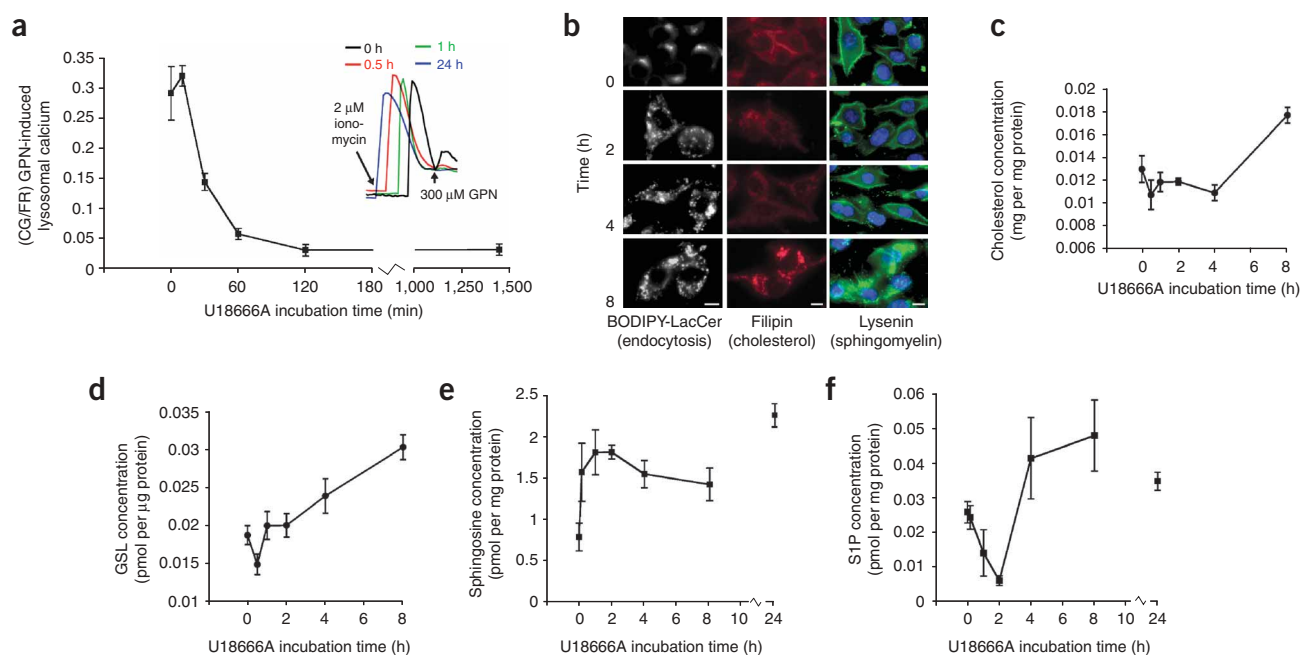 a
(CG/FR) GPN-induced
lysosomal calcium
0.35
0.30
0.25
0.20
0.15
0.10
0.05
0
0
60
120
180
1,000
1,250
1,500
U18666A incubation time (min)
0 h
1 h
0.5 h
24 h
2 μM
iono-
mycin
300 μM GPN
b
Time (h)
0
2
4
8
BODIPY-LacCer
(endocytosis)
Filipin
(cholesterol)
Lysenin
(sphingomyelin)
c
Cholesterol concentration
(mg per mg protein)
0.02
0.018
0.016
0.014
0.012
0.01
0.008
0.006
0
2
4
6
8
U18666A incubation time (h)
d
GSL concentration
(pmol per μg protein)
0.035
0.03
0.025
0.02
0.015
0.01
0
2
4
6
8
U18666A incubation time (h)
e
Sphingosine concentration
(pmol per mg protein)
2.5
2
1.5
1
0.5
0
0
2
4
6
8
10
24
U18666A incubation time (h)
f
S1P concentration
(pmol per mg protein)
0.06
0.05
0.04
0.03
0.02
0.01
0
0
2
4
6
8
10
24
U18666A incubation time (h)